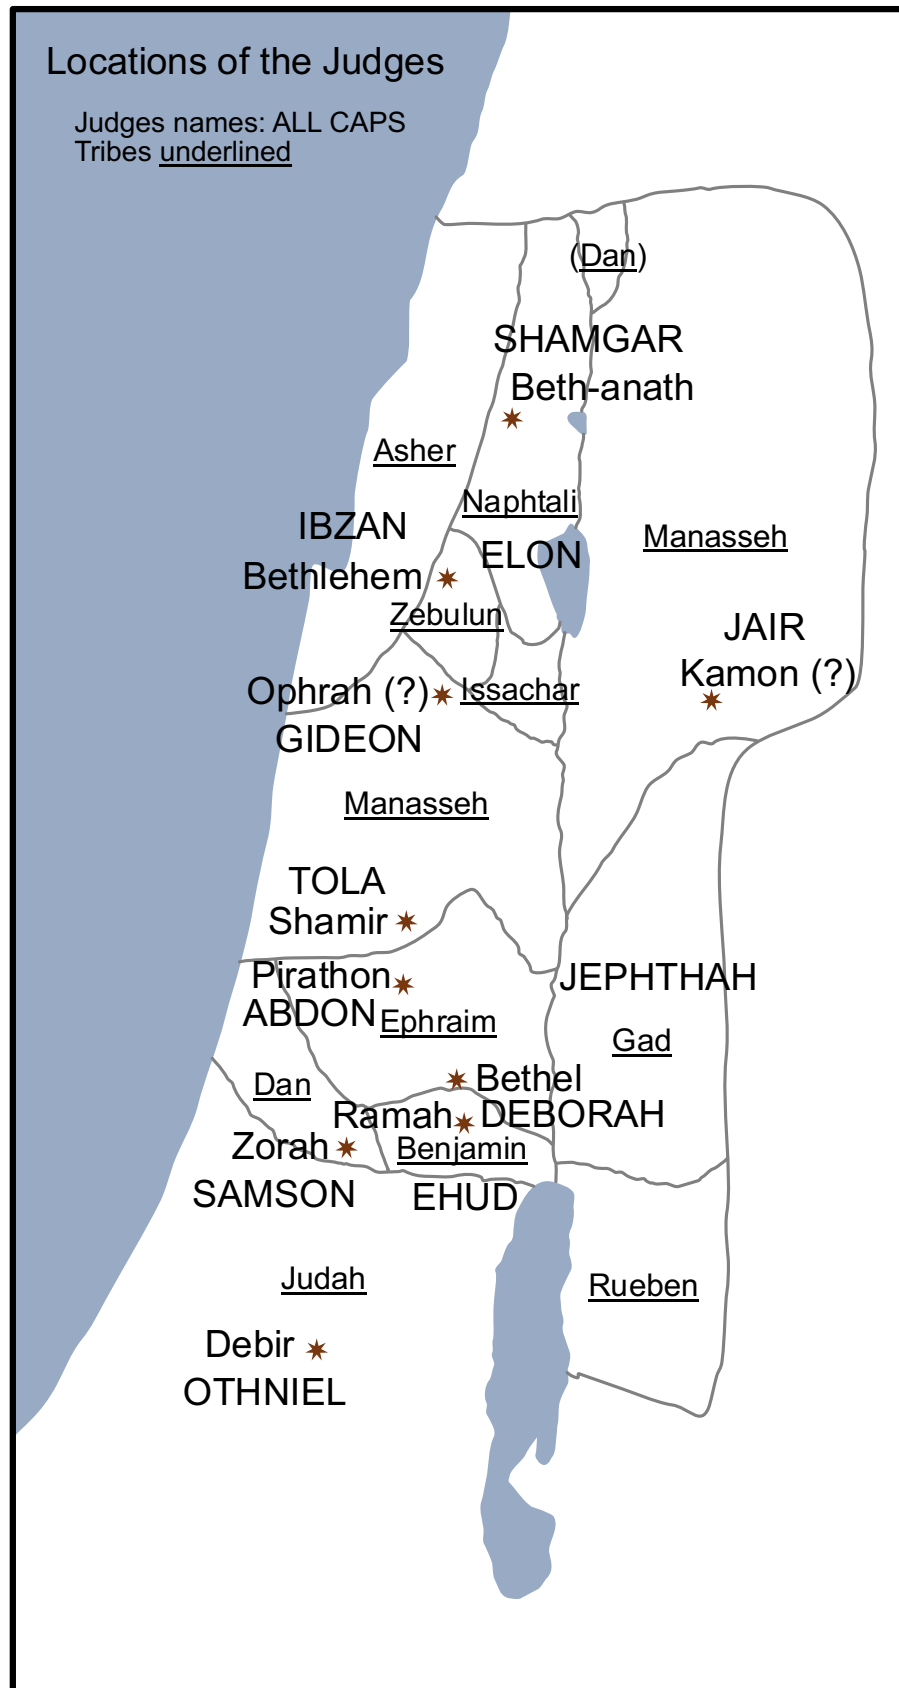 Locations of the Judges
Judges names: ALL CAPS
Tribes underlined
(Dan)
SHAMGAR
Beth-anath
Asher
Naphtali
IBZAN
Manasseh
ELON
Bethlehem
Zebulun
JAIR
Kamon (?)
Ophrah (?)
Issachar
GIDEON
Manasseh
TOLA
Shamir
Pirathon
JEPHTHAH
ABDON
Ephraim
Gad
Bethel
Dan
Ramah
DEBORAH
Zorah
Benjamin
SAMSON
EHUD
Judah
Rueben
Debir
OTHNIEL